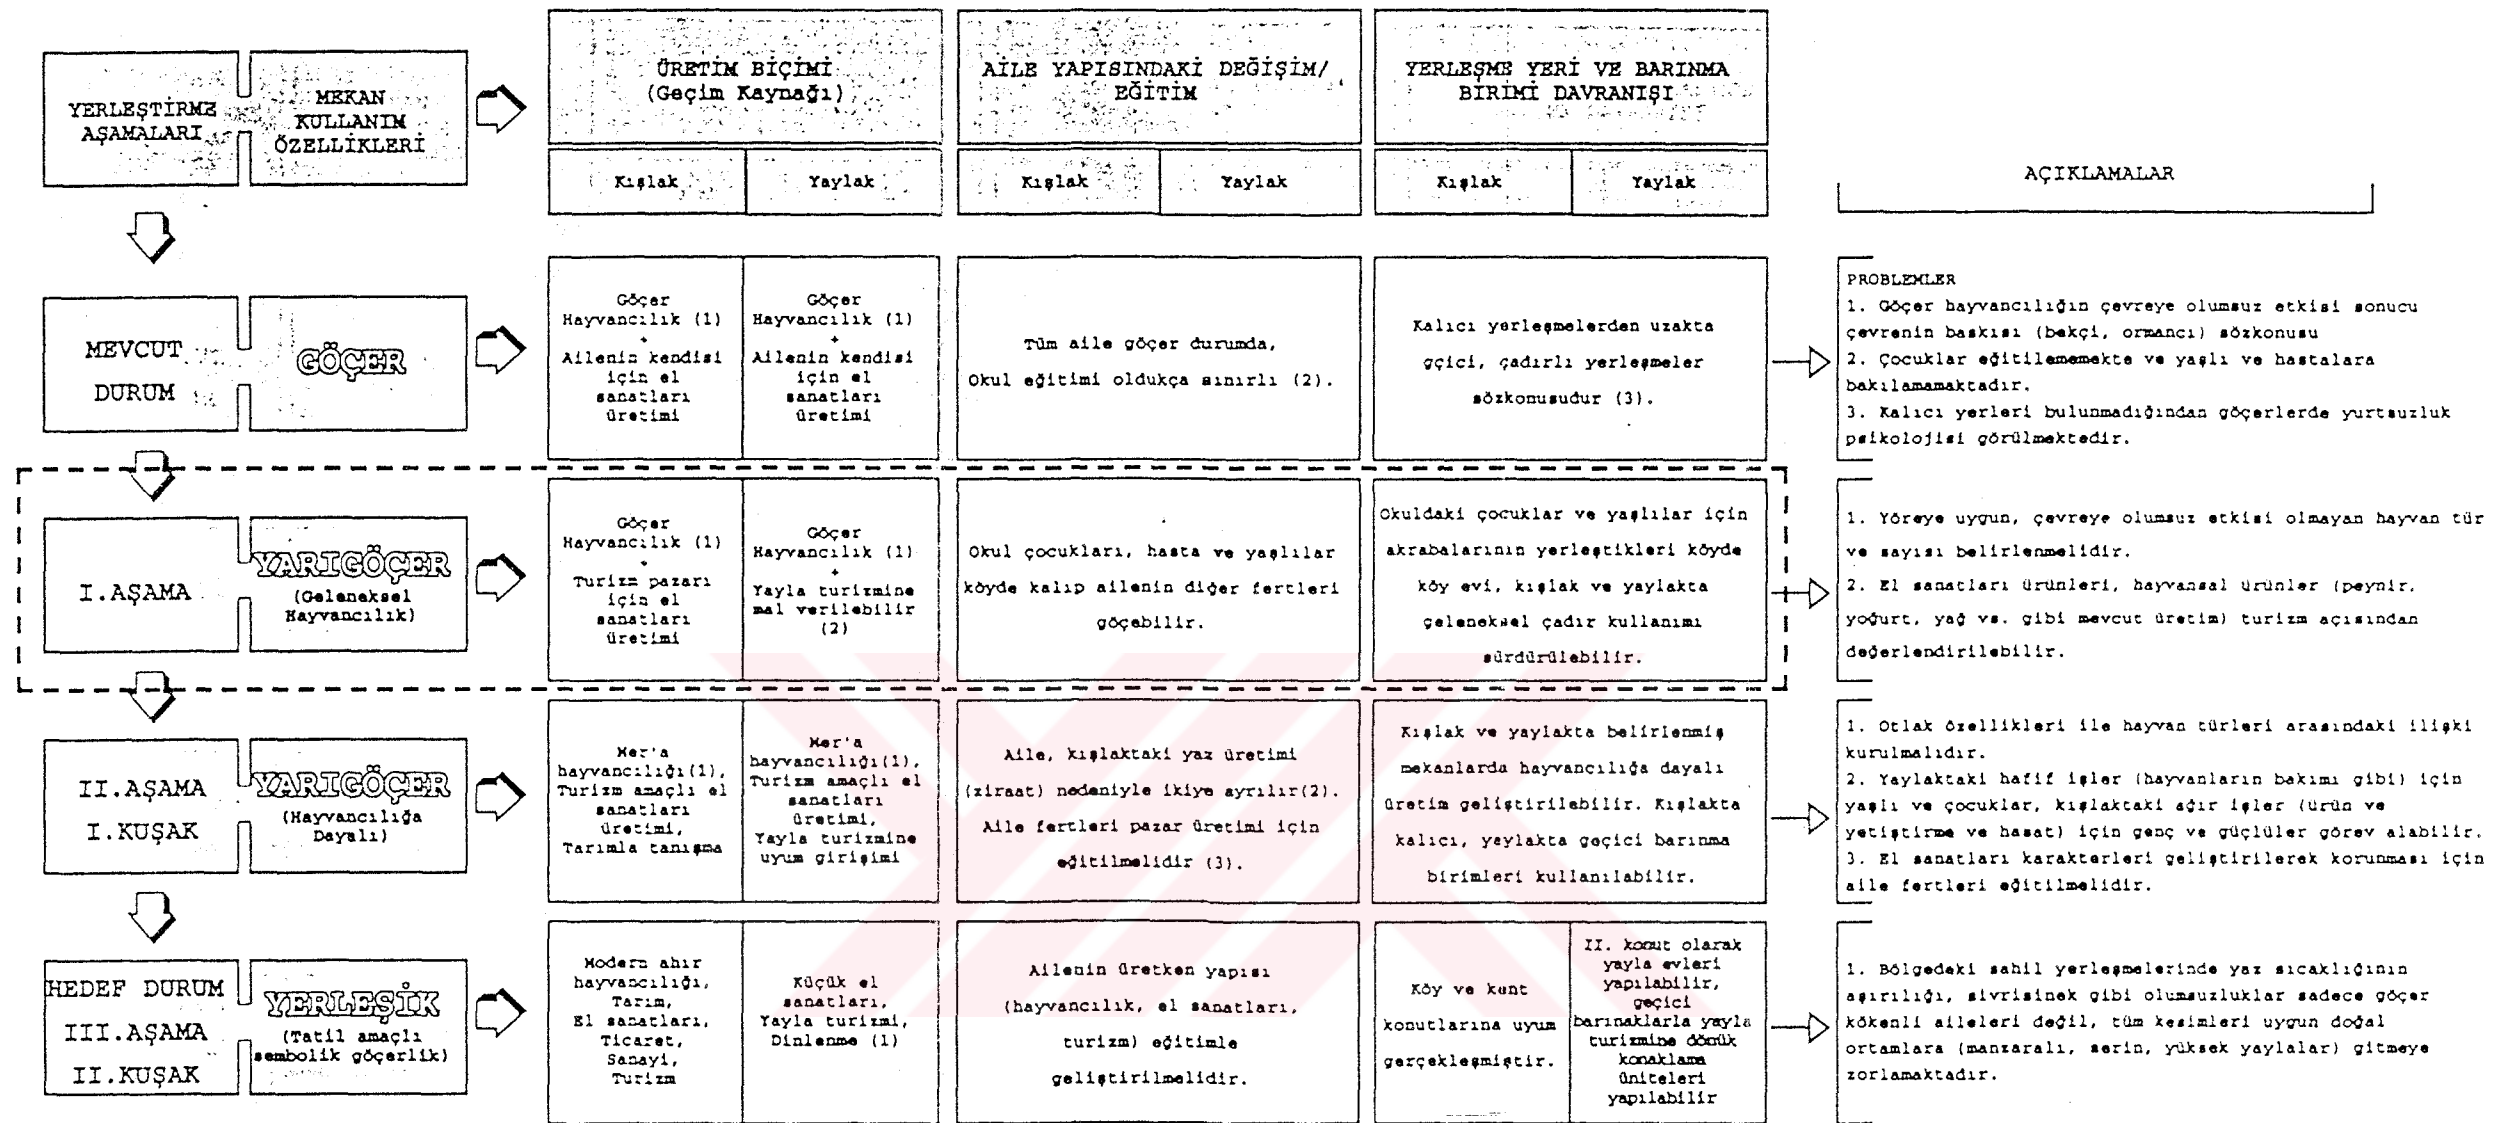 YERLEŞTİRME
AŞAMALARI
MEKAN
KULLANIM
ÖZELLİKLERİ
ÜRETİM BİÇİMİ
(Geçim Kaynağı)
Kışlak
Yaylak
AİLE YAPISINDAKİ DEĞİŞİM/
EĞİTİM
Kışlak
Yaylak
YERLEŞME YERİ VE BARINMA
BİRİMİ DAVRANIŞI
Kışlak
Yaylak
AÇIKLAMALAR
MEVCUT
DURUM
GÖÇER
Göçer
Hayvancılık (1)
+
Ailenin kendisi
için el
sanatları
üretimi
Göçer
Hayvancılık (1)
+
Ailenin kendisi
için el
sanatları
üretimi
Tüm aile göçer durumda,
Okul eğitimi oldukça sınırlı (2).
Kalıcı yerleşmelerden uzakta
gçici, çadırlı yerleşmeler
sözkonusudur (3).
PROBLEMLER
1. Göçer hayvancılığın çevreye olumsuz etkisi sonucu
çevrenin baskısı (bekçi, ormancı) sözkonusu
2. Çocuklar eğitilememekte ve yaşlı ve hastalara
bakılamamaktadır.
3. Kalıcı yerleri bulunmadığından göçerlerde yurtsuzluk
psikolojisi görülmektedir.
I.AŞAMA
YARIGÖÇER
(Geleneksel
Hayvancılık)
Göçer
Hayvancılık (1)
+
Turizm pazarı
için el
sanatları
üretimi
Göçer
Hayvancılık (1)
+
Yayla turizmine
mal verilebilir
(2)
Okul çocukları, hasta ve yaşlılar
köyde kalıp ailenin diğer fertleri
göçebilir.
Okuldaki çocuklar ve yaşlılar için
akrabalarının yerleştikleri köyde
köy evi, kışlak ve yaylakta
geleneksel çadır kullanımı
sürdürülebilir.
1. Yöreye uygun, çevreye olumsuz etkisi olmayan hayvan tür
ve sayısı belirlenmelidir.
2. El sanatları ürünleri, hayvansal ürünler (peynir,
yoğurt, yağ vs. gibi mevcut üretim) turizm açısından
değerlendirilebilir.
II.AŞAMA
I.KUŞAK
YARIGÖÇER
(Hayvancılığa
Dayalı)
Mer'a
hayvancılığı(1),
Turizm amaçlı el
sanatları
üretimi,
Tarımla tanışma
Mer'a
hayvancılığı(1),
Turizm amaçlı el
sanatları
üretimi,
Yayla turizmine
uyum girişimi
Aile, kışlaktaki yaz üretimi
(ziraat) nedeniyle ikiye ayrılır(2).
Aile fertleri pazar üretimi için
eğitilmelidir (3).
Kışlak ve yaylakta belirlenmiş
mekanlarda hayvancılığa dayalı
üretim geliştirilebilir. Kışlakta
kalıcı, yaylakta geçici barınma
birimleri kullanılabilir.
1. Otlak özellikleri ile hayvan türleri arasındaki ilişki
kurulmalıdır.
2. Yaylaktaki hafif işler (hayvanların bakımı gibi) için
yaşlı ve çocuklar, kışlaktaki ağır işler (ürün ve
yetiştirme ve hasat) için genç ve güçlüler görev alabilir.
3. El sanatları karakterleri geliştirilerek korunması için
aile fertleri eğitilmelidir.
HEDEF DURUM
III.AŞAMA
II.KUŞAK
YERLEŞİK
(Tatil amaçlı
sembolik göçerlik)
Modern ahır
hayvancılığı,
Tarım,
El sanatları,
Ticaret,
Sanayi,
Turizm
Küçük el
sanatları,
Yayla turizmi,
Dinlenme (1)
Ailenin üretken yapısı
(hayvancılık, el sanatları,
turizm) eğitimle
geliştirilmelidir.
Köy ve kent
konutlarına uyum
gerçekleşmiştir.
II. konut olarak
yayla evleri
yapılabilir,
geçici
barınaklarla yayla
turizmine dönük
konaklama
üniteleri
yapılabilir
1. Bölgedeki sahil yerleşmelerinde yaz sıcaklığının
aşırılığı, sivrisinek gibi olumsuzluklar sadece göçer
kökenli aileleri değil, tüm kesimleri uygun doğal
ortamlara (manzaralı, serin, yüksek yaylalar) gitmeye
zorlamaktadır.